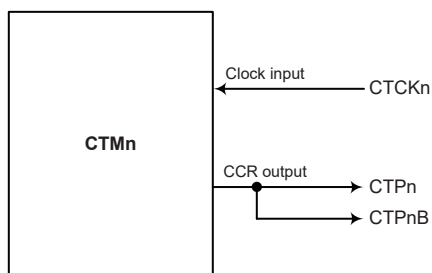 Clock input
CTCKn
CTMn
CCR output
CTPn
CTPnB